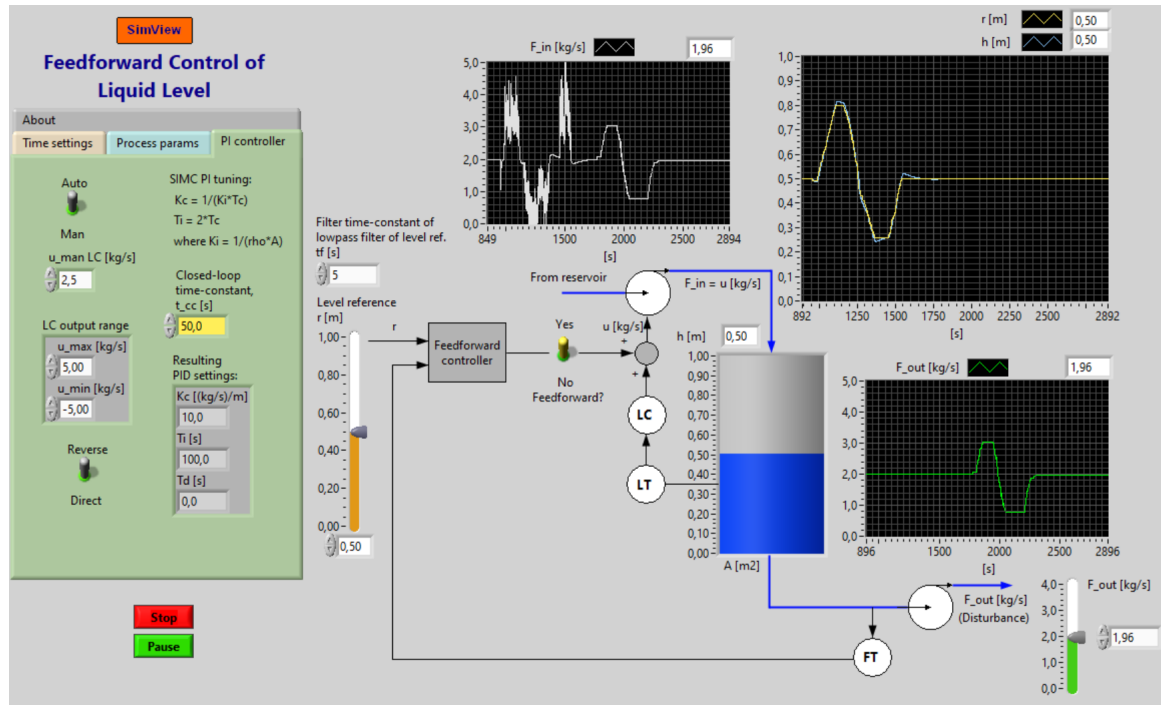 SimView
Feedforward Control of
Liquid Level
About
Time settings
Process params
PI controller
Auto
Man
u_man LC [kg/s]
2,5
LC output range
u_max [kg/s]
5,00
u_min [kg/s]
-5,00
Reverse
Direct
SIMC PI tuning:
Kc = 1/(Ki*Tc)
Ti = 2*Tc
where Ki = 1/(rho*A)
Closed-loop
time-constant,
t_cc [s]
50,0
Resulting
PID settings:
Kc [(kg/s)/m]
10,0
Ti [s]
100,0
Td [s]
0,0
Stop
Pause
F_in [kg/s]
1,96
5,0
4,0
3,0
2,0
1,0
0,0
849
1500
2000
2500
2894
[s]
r [m]
0,50
h [m]
0,50
1,0
0,9
0,8
0,7
0,6
0,5
0,4
0,3
0,2
0,1
0,0
892
1250
1500
1750
2000
2250
2500
2892
[s]
Filter time-constant of
lowpass filter of level ref.
tf [s]
5
Level reference
r [m]
1,00
0,80
0,60
0,40
0,20
0,00
0,50
r
Feedforward
controller
From reservoir
F_in = u [kg/s]
Yes
No
Feedforward?
u [kg/s]
+
+
LC
LT
h [m]
0,50
1,00
0,90
0,80
0,70
0,60
0,50
0,40
0,30
0,20
0,10
0,00
A [m2]
F_out [kg/s]
1,96
5,0
4,0
3,0
2,0
1,0
0,0
896
1500
2000
2500
2896
[s]
F_out [kg/s]
(Disturbance)
FT
F_out [kg/s]
4,0
3,0
2,0
1,0
0,0
1,96